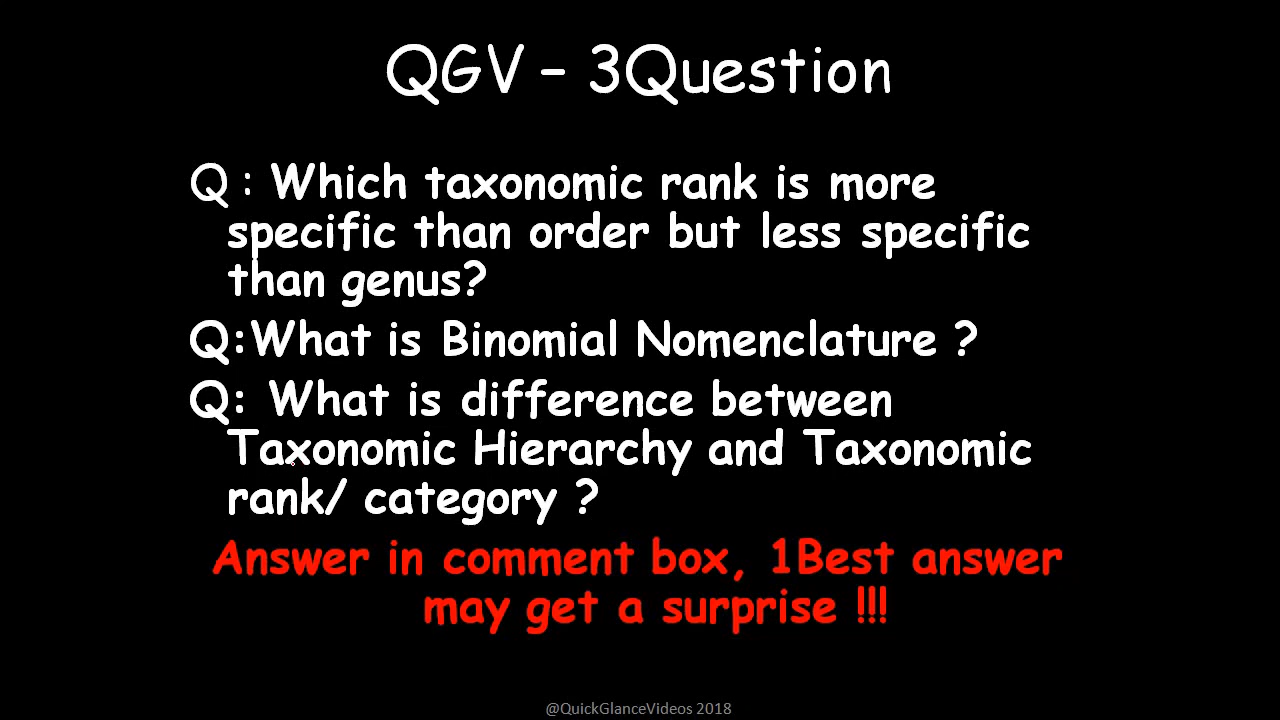 QGV – 3Question
Q : Which taxonomic rank is more
specific than order but less specific
than genus?
Q:What is Binomial Nomenclature ?
Q: What is difference between
Taxonomic Hierarchy and Taxonomic
rank/ category ?
Answer in comment box, 1Best answer
may get a surprise !!!
@QuickGlanceVideos 2018